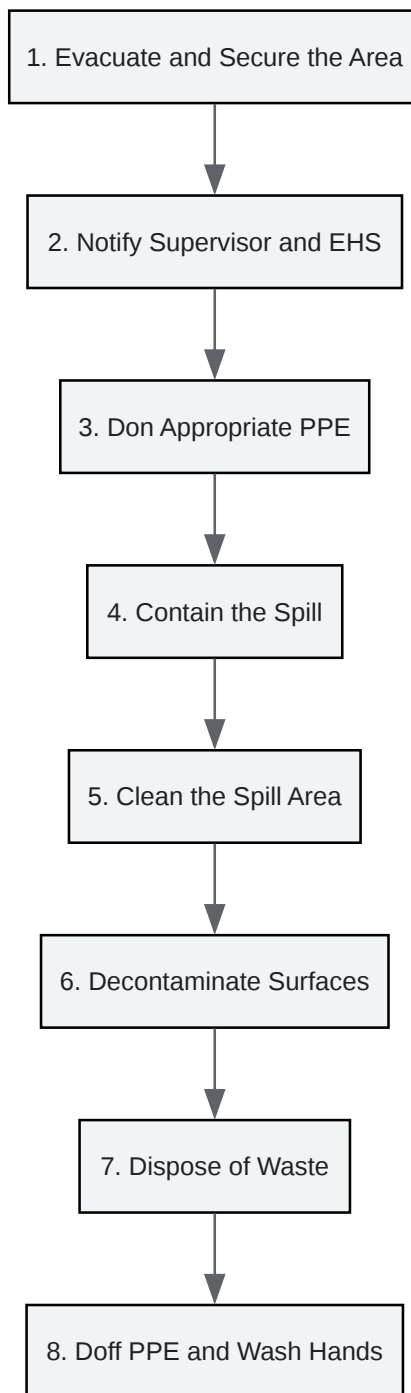 1. Evacuate and Secure the Area
2. Notify Supervisor and EHS
3. Don Appropriate PPE
4. Contain the Spill
5. Clean the Spill Area
6. Decontaminate Surfaces
7. Dispose of Waste
8. Doff PPE and Wash Hands